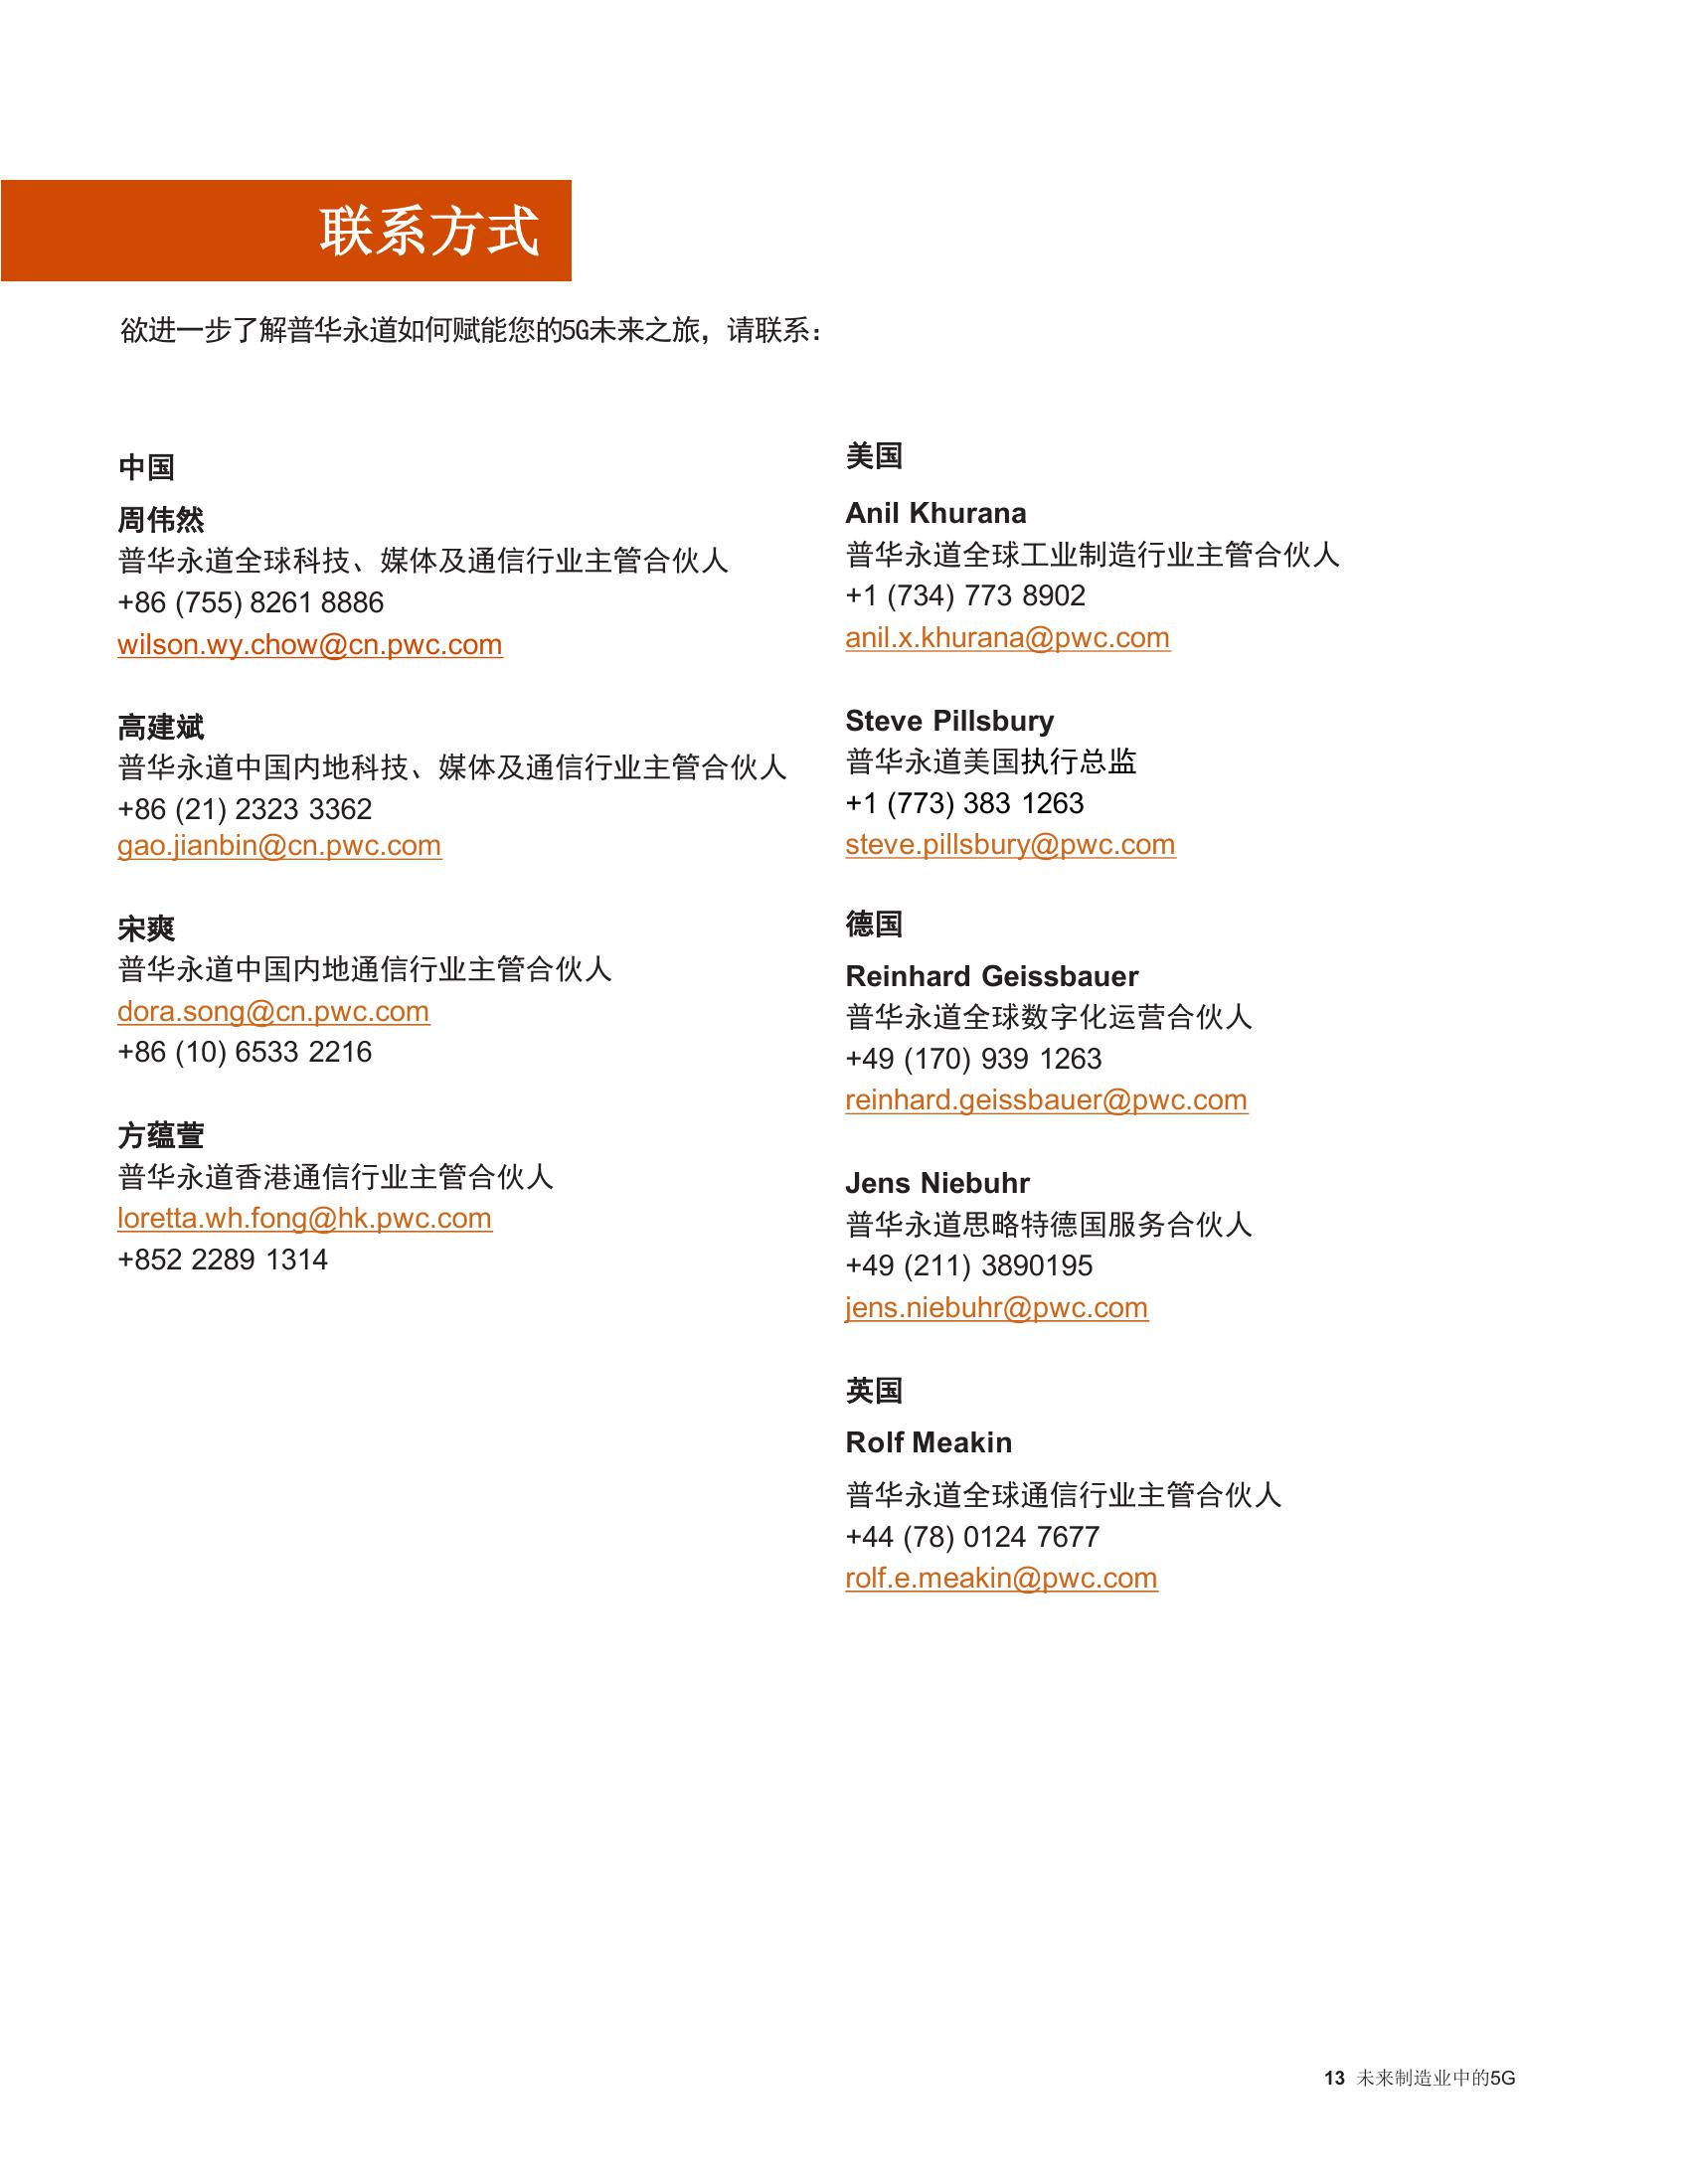 联系方式
欲进一步了解普华永道如何赋能您的5G未来之旅，请联系：
中国
周伟然
普华永道全球科技、媒体及通信行业主管合伙人
+86 (755) 8261 8886
wilson.wy.chow@cn.pwc.com
高建斌
普华永道中国内地科技、媒体及通信行业主管合伙人
+86 (21) 2323 3362
gao.jianbin@cn.pwc.com
宋爽
普华永道中国内地通信行业主管合伙人
dora.song@cn.pwc.com
+86 (10) 6533 2216
方蕴萱
普华永道香港通信行业主管合伙人
loretta.wh.fong@hk.pwc.com
+852 2289 1314
美国
Anil Khurana
普华永道全球工业制造行业主管合伙人
+1 (734) 773 8902
anil.x.khurana@pwc.com
Steve Pillsbury
普华永道美国执行总监
+1 (773) 383 1263
steve.pillsbury@pwc.com
德国
Reinhard Geissbauer
普华永道全球数字化运营合伙人
+49 (170) 939 1263
reinhard.geissbauer@pwc.com
Jens Niebuhr
普华永道思略特德国服务合伙人
+49 (211) 3890195
jens.niebuhr@pwc.com
英国
Rolf Meakin
普华永道全球通信行业主管合伙人
+44 (78) 0124 7677
rolf.e.meakin@pwc.com
13 未来制造业中的5G